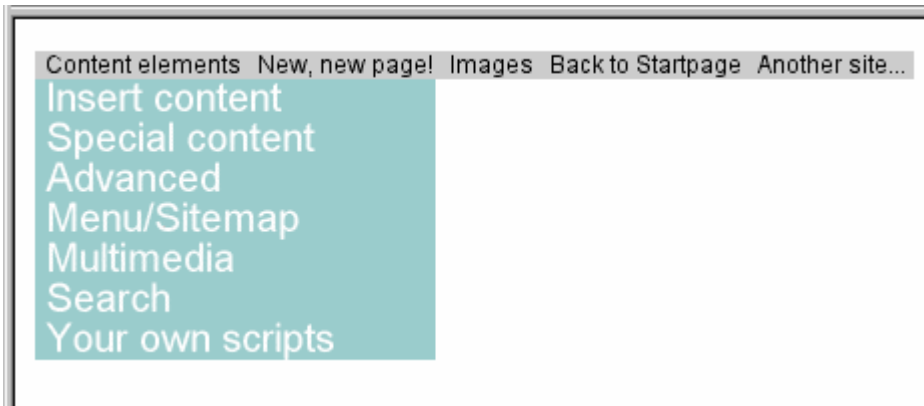 Content elements New, new page! Images Back to Startpage Another site...
Insert content
Special content
Advanced
Menu/Sitemap
Multimedia
Search
Your own scripts